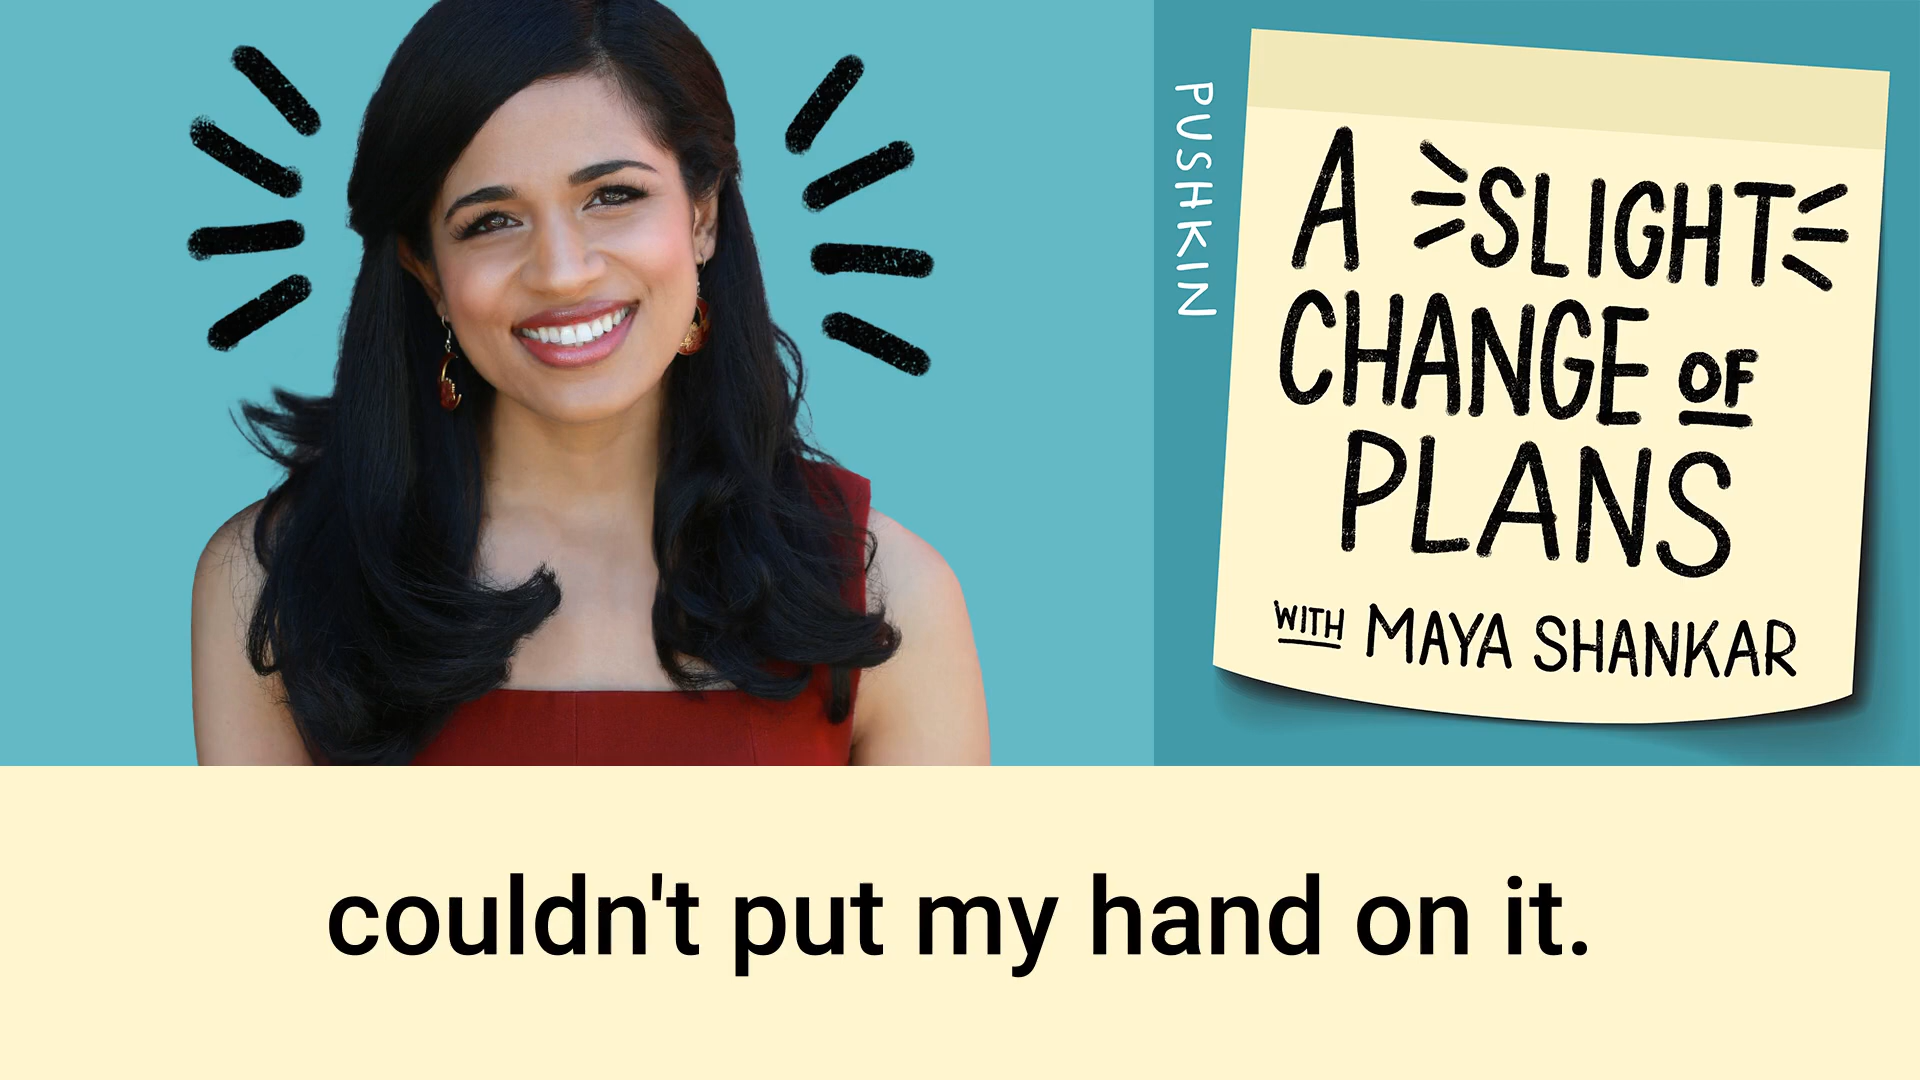 PUSHKIN
A SLIGHT
CHANGE OF
PLANS
WITH MAYA SHANKAR
couldn't put my hand on it.